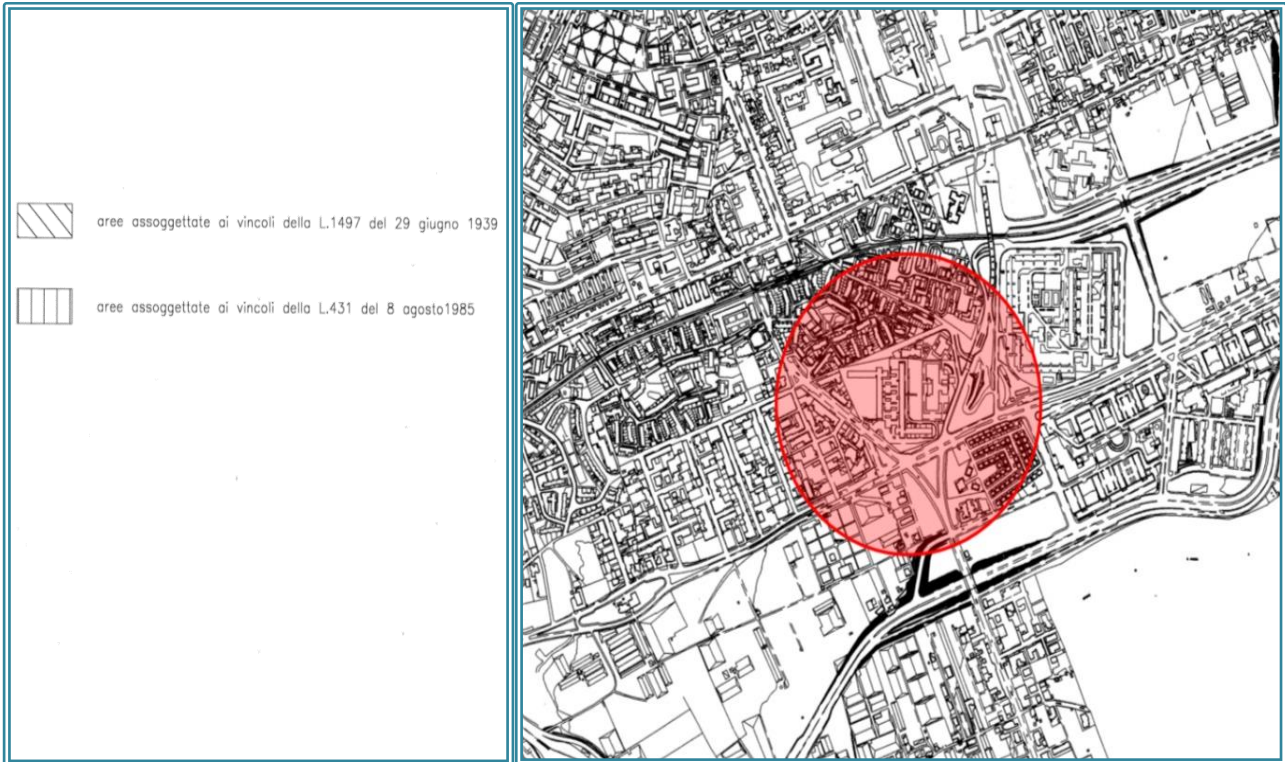 aree assoggettate ai vincoli della L.1497 del 29 giugno 1939
aree assoggettate ai vincoli della L.431 del 8 agosto1985